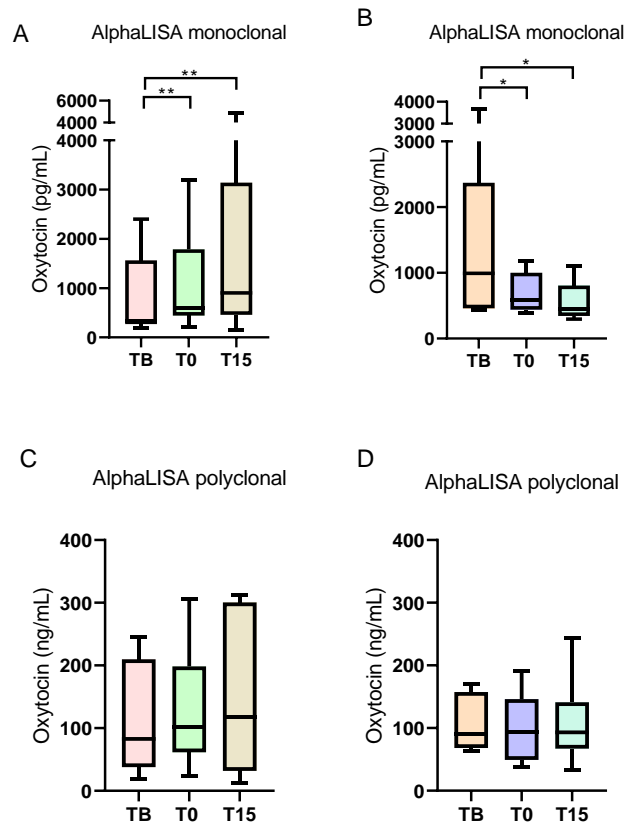 A
AlphaLISA monoclonal
**
**
6000
4000
4000
3000
2000
1000
0
Oxytocin (pg/mL)
TB T0 T15
B
AlphaLISA monoclonal
*
*
4000
3000
3000
2000
1000
0
Oxytocin (pg/mL)
TB T0 T15
C
AlphaLISA polyclonal
400
300
200
100
0
Oxytocin (ng/mL)
TB T0 T15
D
AlphaLISA polyclonal
400
300
200
100
0
Oxytocin (ng/mL)
TB T0 T15